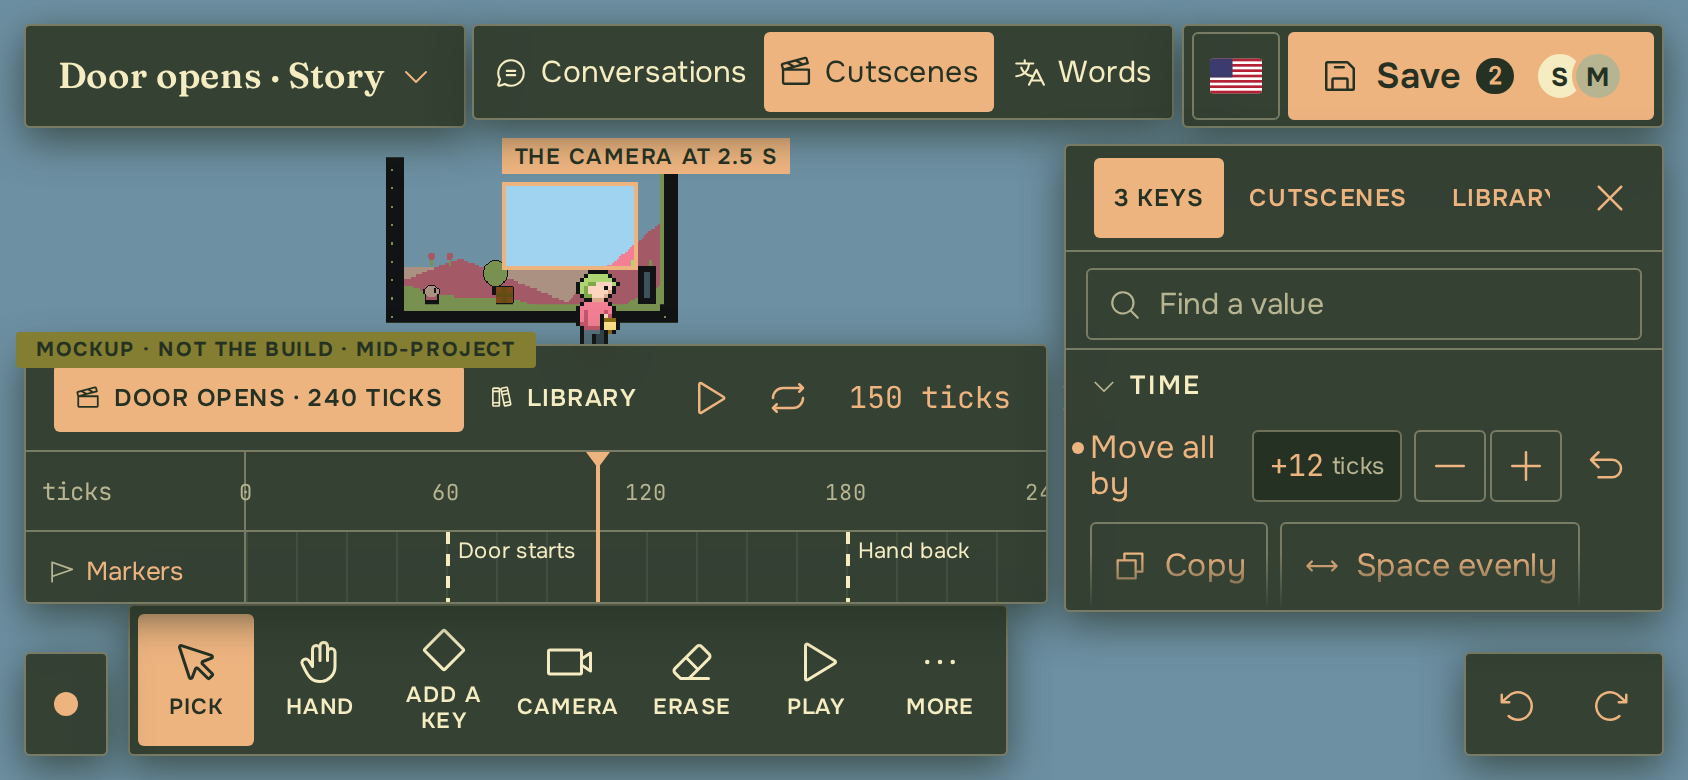 Door opens · Story
Conversations
Cutscenes
Words
Save 2 S M
THE CAMERA AT 2.5 S
3 KEYS
CUTSCENES
LIBRARY
Find a value
MOCKUP · NOT THE BUILD · MID-PROJECT
DOOR OPENS · 240 TICKS
LIBRARY
150 ticks
TIME
Move all
by
+12 ticks
ticks
0
60
120
180
24
Markers
Door starts
Hand back
Copy
Space evenly
PICK
HAND
ADD A
KEY
CAMERA
ERASE
PLAY
MORE